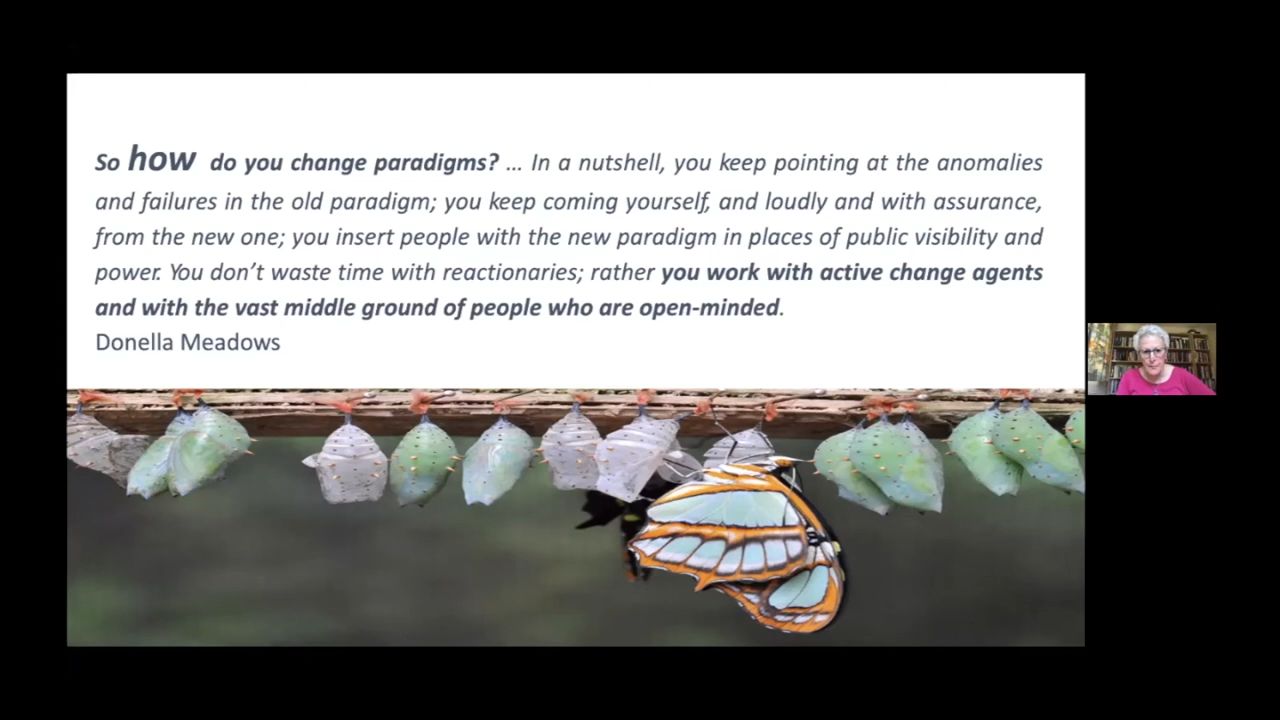 So how do you change paradigms? … In a nutshell, you keep pointing at the anomalies
and failures in the old paradigm; you keep coming yourself, and loudly and with assurance,
from the new one; you insert people with the new paradigm in places of public visibility and
power. You don’t waste time with reactionaries; rather you work with active change agents
and with the vast middle ground of people who are open-minded.
Donella Meadows